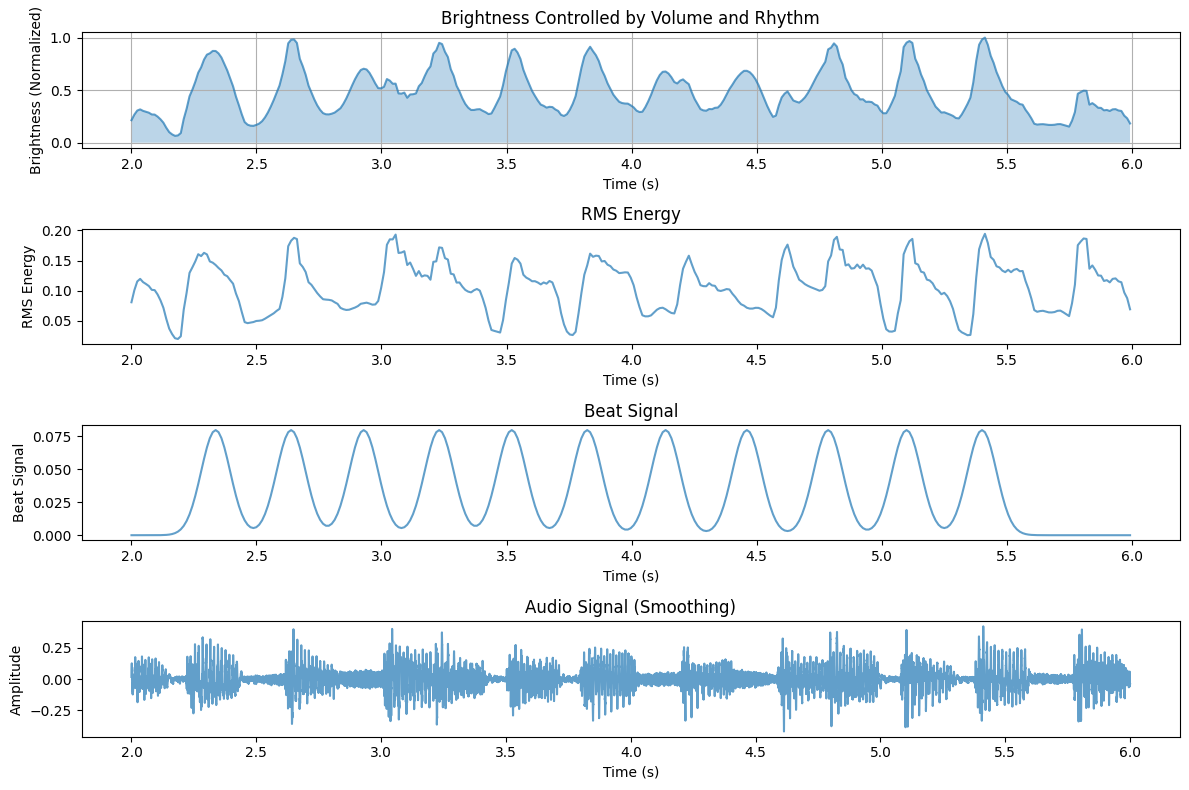 Brightness Controlled by Volume and Rhythm
Brightness (Normalized)
1.0
0.5
0.0
2.0 2.5 3.0 3.5 4.0 4.5 5.0 5.5 6.0
Time (s)
RMS Energy
RMS Energy
0.20
0.15
0.10
0.05
2.0 2.5 3.0 3.5 4.0 4.5 5.0 5.5 6.0
Time (s)
Beat Signal
Beat Signal
0.075
0.050
0.025
0.000
2.0 2.5 3.0 3.5 4.0 4.5 5.0 5.5 6.0
Time (s)
Audio Signal (Smoothing)
Amplitude
0.25
0.00
−0.25
2.0 2.5 3.0 3.5 4.0 4.5 5.0 5.5 6.0
Time (s)